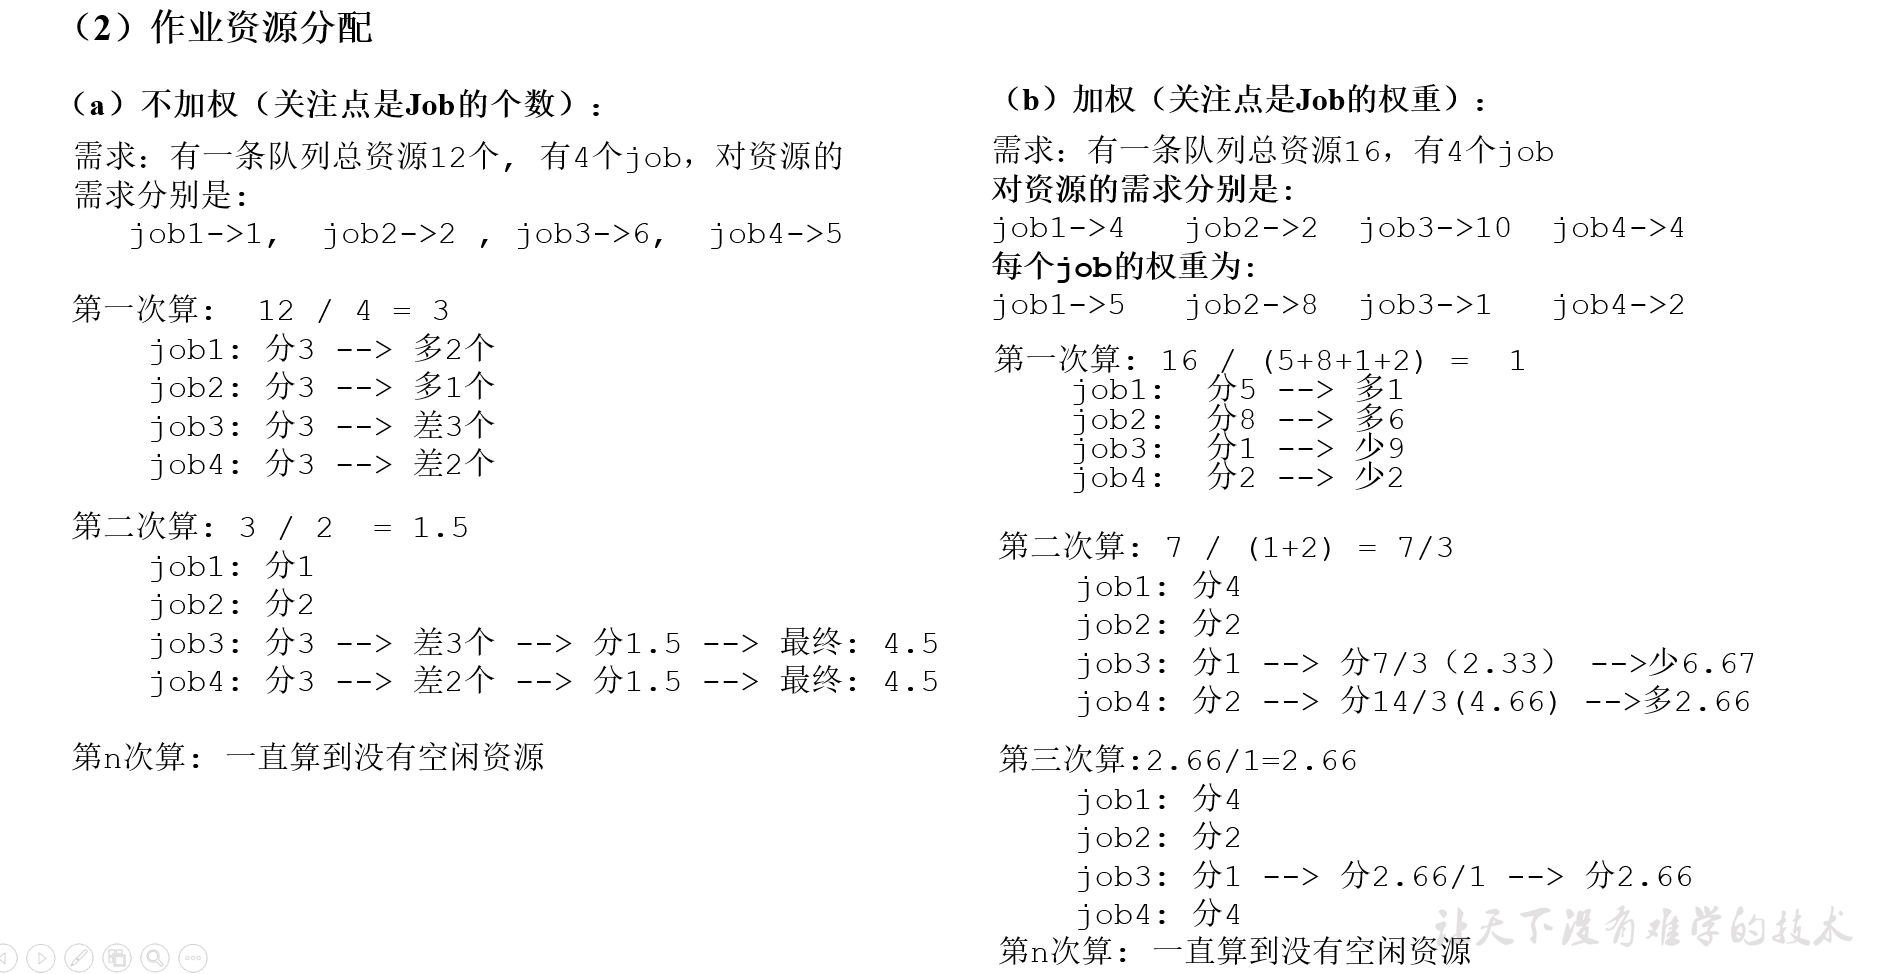 （2）作业资源分配
（a）不加权（关注点是Job的个数）：
需求：有一条队列总资源12个，有4个job，对资源的
需求分别是：
job1->1,  job2->2 , job3->6,  job4->5
第一次算:  12 / 4 = 3
job1: 分3 --> 多2个
job2: 分3 --> 多1个
job3: 分3 --> 差3个
job4: 分3 --> 差2个
第二次算: 3 / 2  = 1.5
job1: 分1
job2: 分2
job3: 分3 --> 差3个 --> 分1.5 --> 最终: 4.5
job4: 分3 --> 差2个 --> 分1.5 --> 最终: 4.5
第n次算: 一直算到没有空闲资源
（b）加权（关注点是Job的权重）：
需求：有一条队列总资源16，有4个job
对资源的需求分别是：
job1->4   job2->2  job3->10  job4->4
每个job的权重为：
job1->5   job2->8  job3->1   job4->2
第一次算: 16 / (5+8+1+2) =  1
job1:  分5 --> 多1
job2:  分8 --> 多6
job3:  分1 --> 少9
job4:  分2 --> 少2
第二次算: 7 / (1+2) = 7/3
job1: 分4
job2: 分2
job3: 分1 --> 分7/3（2.33） -->少6.67
job4: 分2 --> 分14/3(4.66) -->多2.66
第三次算:2.66/1=2.66
job1: 分4
job2: 分2
job3: 分1 --> 分2.66/1 --> 分2.66
job4: 分4
第n次算: 一直算到没有空闲资源
让天下没有难学的技术